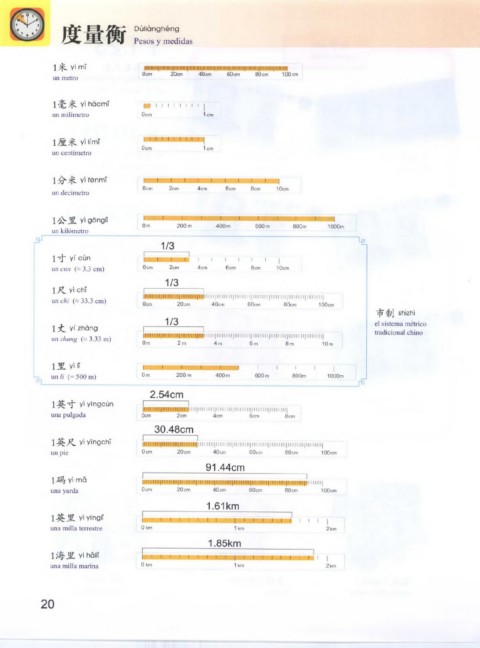 度量衡 Dùliànghéng
Pesos y medidas
1米 yì mǐ
un metro
0cm 20cm 40cm 60cm 80cm 100cm
1毫米 yì háomǐ
un milímetro
0cm 1cm
1厘米 yì límǐ
un centímetro
0cm 1cm
1分米 yì fēnmǐ
un decímetro
0cm 2cm 4cm 6cm 8cm 10cm
1公里 yì gōnglǐ
un kilómetro
0m 200m 400m 600m 800m 1000m
1/3
1寸 yí cùn
un cun (≈ 3.3 cm)
0cm 2cm 4cm 6cm 8cm 10cm
1/3
1尺 yì chǐ
un chi (≈ 33.3 cm)
0cm 20cm 40cm 60cm 80cm 100cm
市制 shìzhì
el sistema métrico
tradicional chino
1/3
1丈 yí zhàng
un zhang (≈ 3.33 m)
0m 2m 4m 6m 8m 10m
1里 yì lǐ
un li (= 500 m)
0m 200m 400m 600m 800m 1000m
2.54cm
1英寸 yì yīngcùn
una pulgada
0cm 2cm 4cm 6cm 8cm
30.48cm
1英尺 yì yīngchǐ
un pie
0cm 20cm 40cm 60cm 80cm 100cm
91.44cm
1码 yì mǎ
una yarda
0cm 20cm 40cm 60cm 80cm 100cm
1.61km
1英里 yì yīnglǐ
una milla terrestre
0km 1km 2km
1.85km
1海里 yì hǎilǐ
una milla marina
0km 1km 2km
20